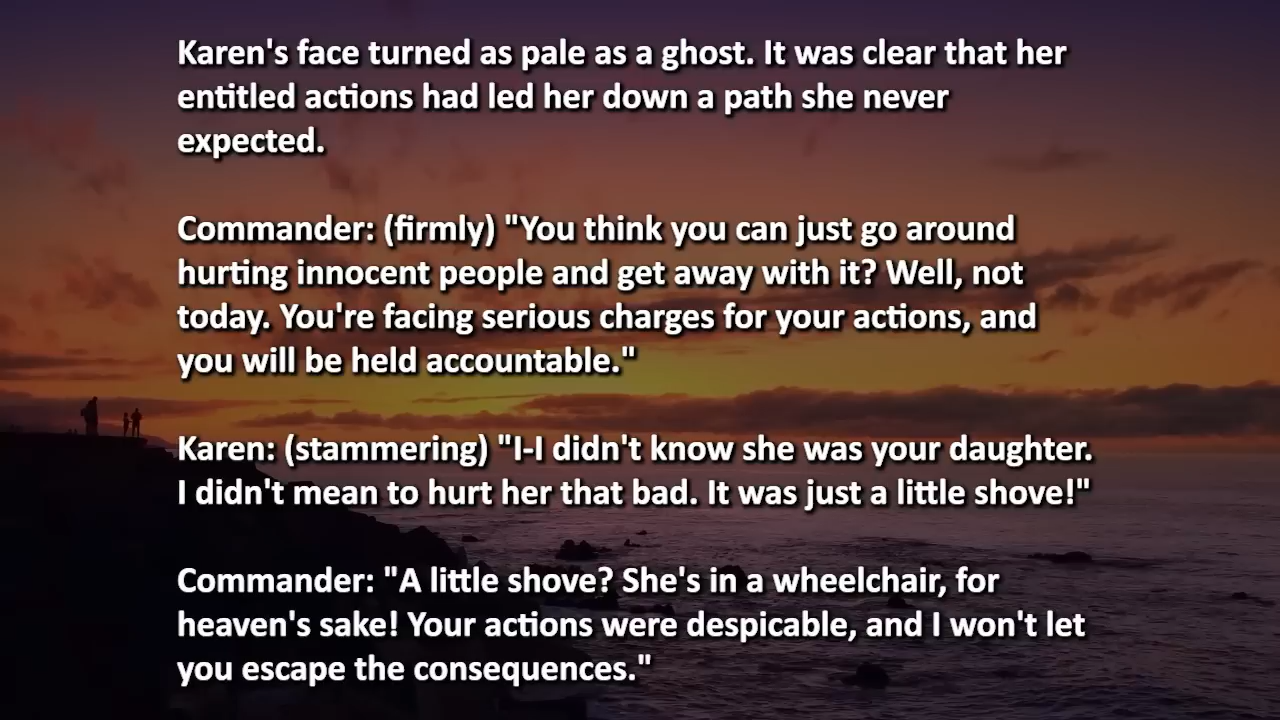 Karen's face turned as pale as a ghost. It was clear that her
entitled actions had led her down a path she never
expected.
Commander: (firmly) "You think you can just go around
hurting innocent people and get away with it? Well, not
today. You're facing serious charges for your actions, and
you will be held accountable."
Karen: (stammering) "I-I didn't know she was your daughter.
I didn't mean to hurt her that bad. It was just a little shove!"
Commander: "A little shove? She's in a wheelchair, for
heaven's sake! Your actions were despicable, and I won't let
you escape the consequences."